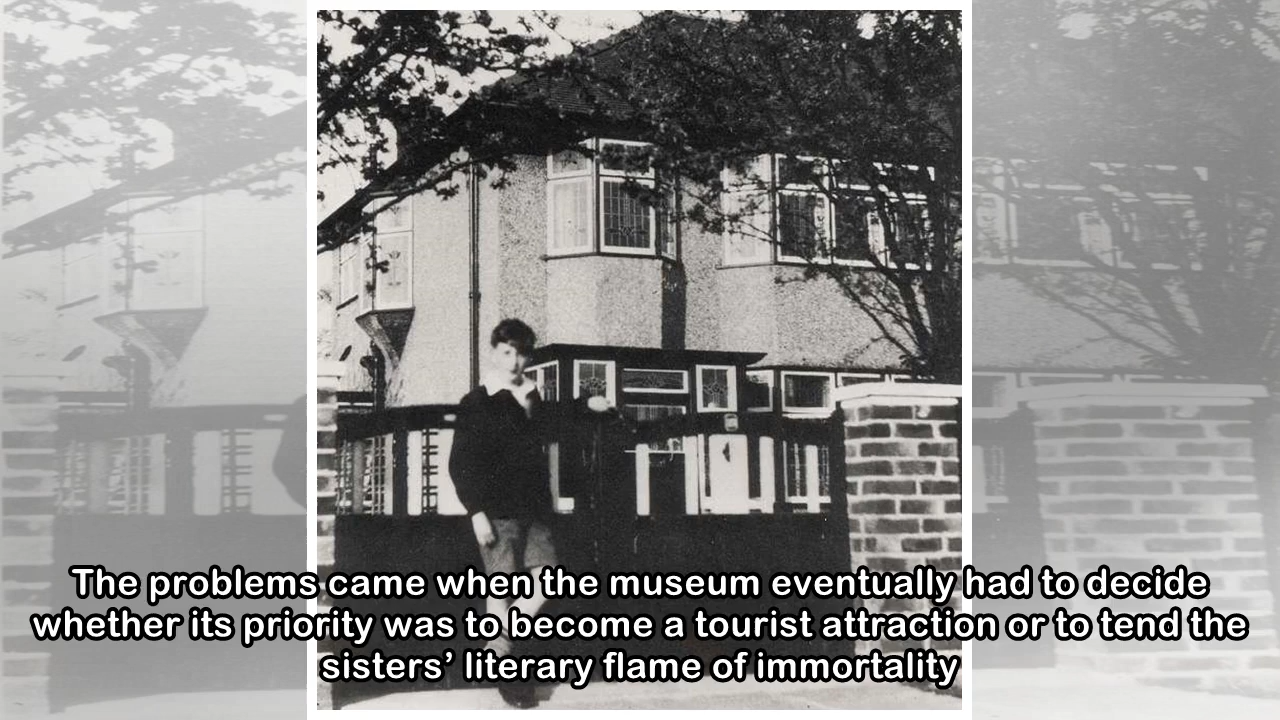 The problems came when the museum eventually had to decide
whether its priority was to become a tourist attraction or to tend the
sisters’ literary flame of immortality